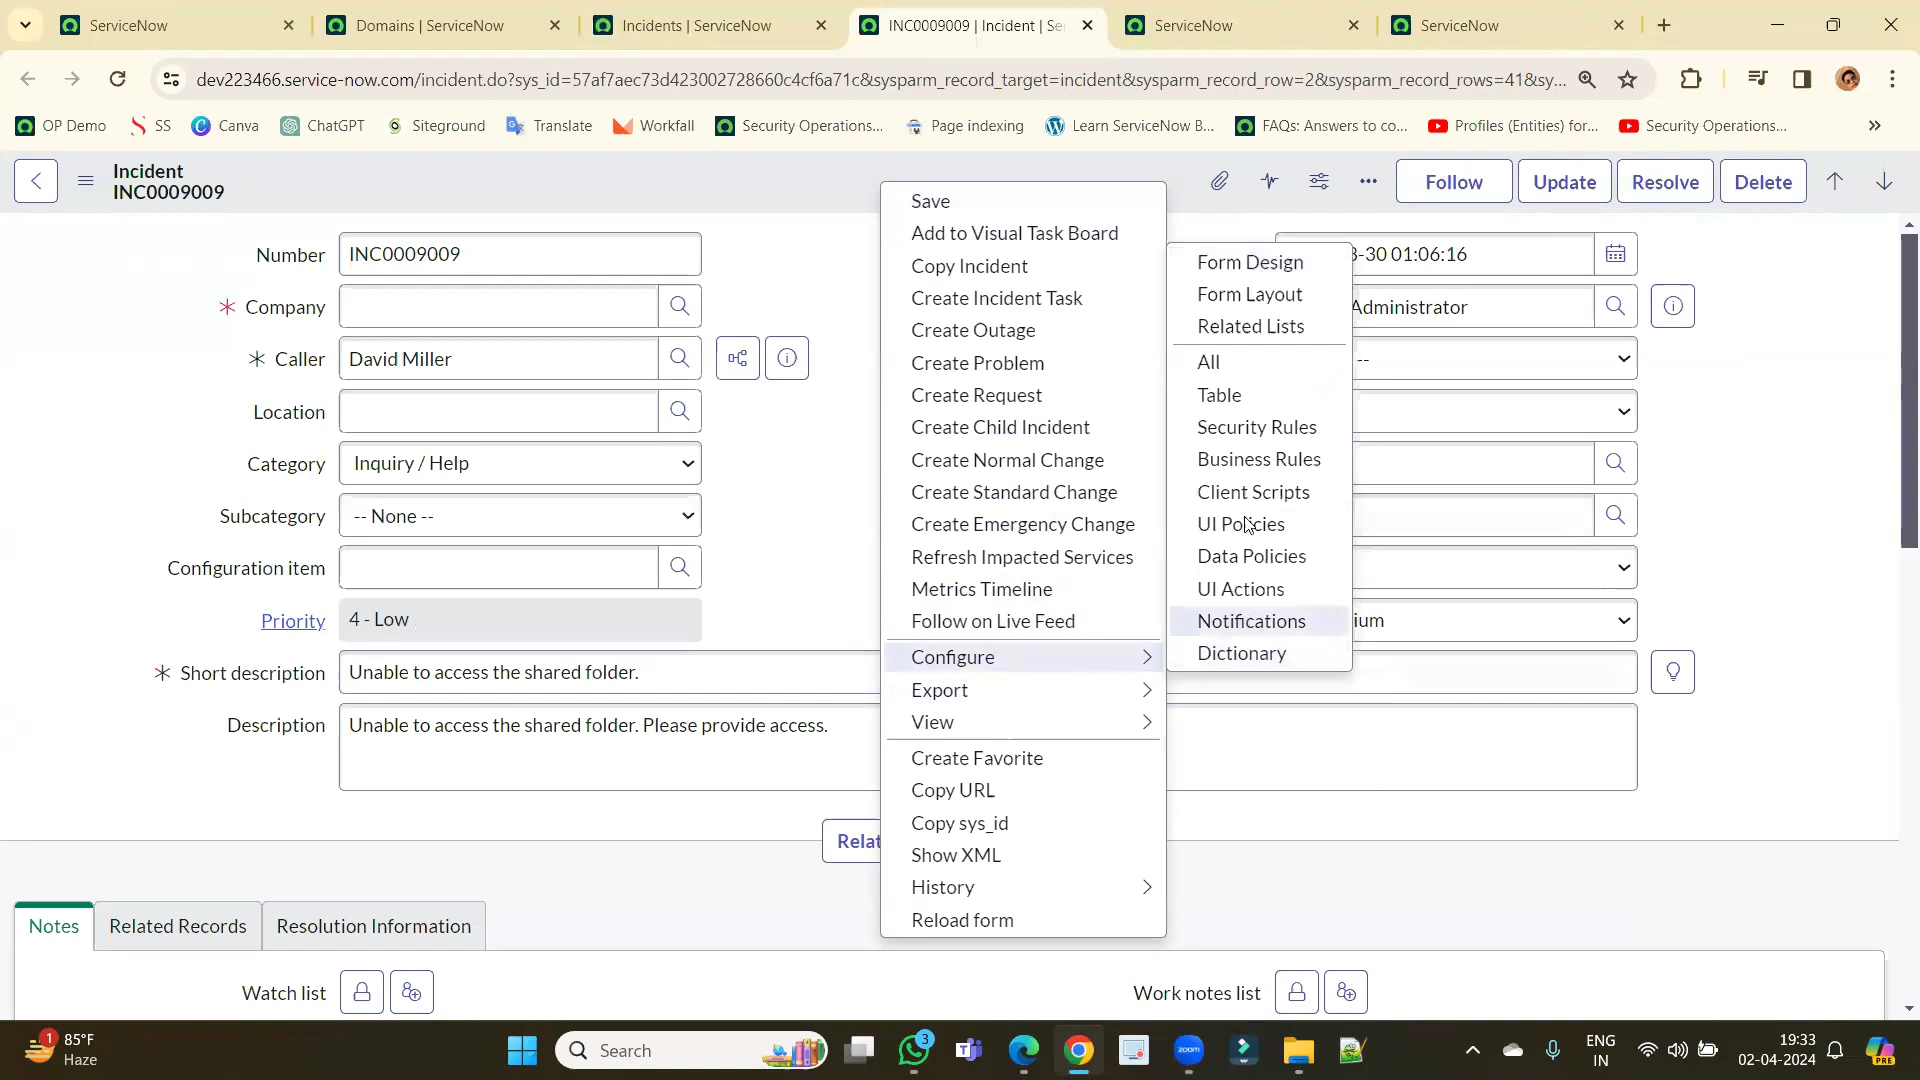 ServiceNow
Domains | ServiceNow
Incidents | ServiceNow
INC0009009 | Incident | Se
ServiceNow
ServiceNow
dev223466.service-now.com/incident.do?sys_id=57af7aec73d423002728660c4cf6a71c&sysparm_record_target=incident&sysparm_record_row=2&sysparm_record_rows=41&sy...
OP Demo
SS
Canva
ChatGPT
Siteground
Translate
Workfall
Security Operations...
Page indexing
Learn ServiceNow B...
FAQs: Answers to co...
Profiles (Entities) for...
Security Operations...
Incident
INC0009009
Follow
Update
Resolve
Delete
Number
INC0009009
Company
Caller
David Miller
Location
Category
Inquiry / Help
Subcategory
-- None --
Configuration item
Priority
4 - Low
Short description
Unable to access the shared folder.
Description
Unable to access the shared folder. Please provide access.
Save
Add to Visual Task Board
Copy Incident
Create Incident Task
Create Outage
Create Problem
Create Request
Create Child Incident
Create Normal Change
Create Standard Change
Create Emergency Change
Refresh Impacted Services
Metrics Timeline
Follow on Live Feed
Configure
Export
View
Create Favorite
Copy URL
Copy sys_id
Show XML
History
Reload form
Form Design
Form Layout
Related Lists
All
Table
Security Rules
Business Rules
Client Scripts
UI Policies
Data Policies
UI Actions
Notifications
Dictionary
-30 01:06:16
Administrator
--
ium
Relat
Notes
Related Records
Resolution Information
Watch list
Work notes list
1
85°F
Haze
Search
3
zoom
ENG
IN
19:33
02-04-2024
PRE